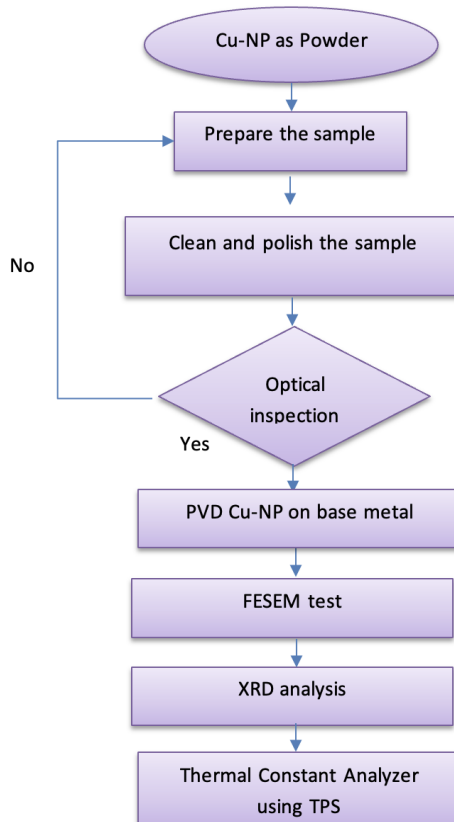 Cu-NP as Powder
Prepare the sample
Clean and polish the sample
No
Optical
inspection
Yes
PVD Cu-NP on base metal
FESEM test
XRD analysis
Thermal Constant Analyzer
using TPS